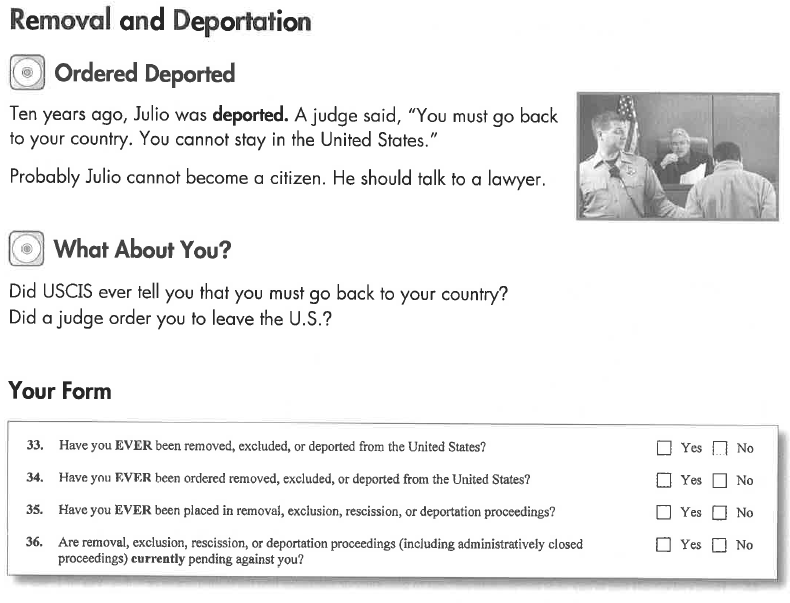 Removal and Deportation
Ordered Deported
Ten years ago, Julio was deported. A judge said, “You must go back
to your country. You cannot stay in the United States.”
Probably Julio cannot become a citizen. He should talk to a lawyer.
What About You?
Did USCIS ever tell you that you must go back to your country?
Did a judge order you to leave the U.S.?
Your Form
33. Have you EVER been removed, excluded, or deported from the United States? Yes No
34. Have you EVER been ordered removed, excluded, or deported from the United States? Yes No
35. Have you EVER been placed in removal, exclusion, rescission, or deportation proceedings? Yes No
36. Are removal, exclusion, rescission, or deportation proceedings (including administratively closed Yes No
proceedings) currently pending against you?